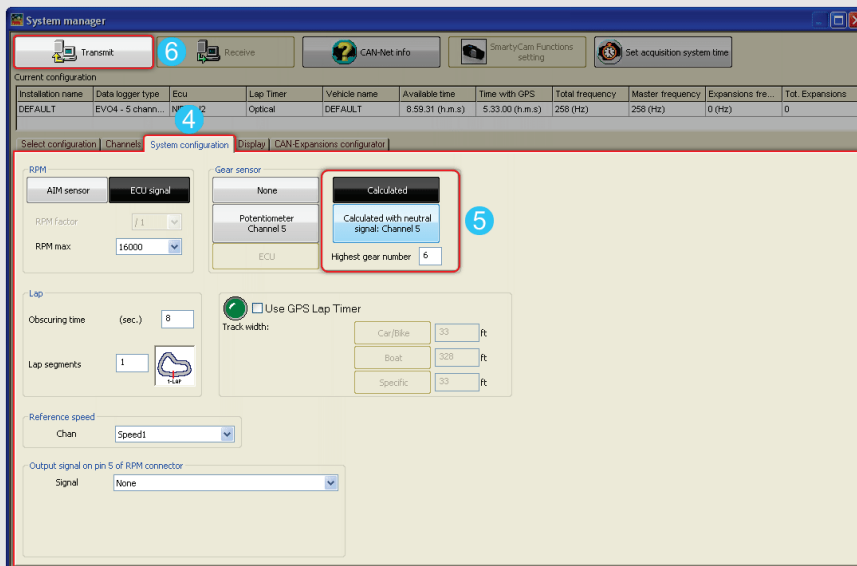 System manager
Transmit
6
Receive
CAN-Net info
SmartyCam Functions
setting
Set acquisition system time
Current configuration
Installation name Data logger type Ecu Lap Timer Vehicle name Available time Time with GPS Total frequency Master frequency Expansions fre... Tot. Expansions
DEFAULT EVO4 - 5 chann... Optical DEFAULT 8.59.31 (h.m.s) 5.33.00 (h.m.s) 258 (Hz) 258 (Hz) 0 (Hz) 0
4
Select configuration Channels System configuration Display CAN-Expansions configurator
RPM
AIM sensor ECU signal
RPM factor / 1
RPM max 16000
Gear sensor
None
Calculated
Potentiometer
Channel 5
Calculated with neutral
signal: Channel 5
5
ECU
Highest gear number 6
Lap
Obscuring time (sec.) 8
Lap segments 1
1-Lap
Use GPS Lap Timer
Track width:
Car/Bike 33 ft
Boat 328 ft
Specific 33 ft
Reference speed
Chan Speed1
Output signal on pin 5 of RPM connector
Signal None